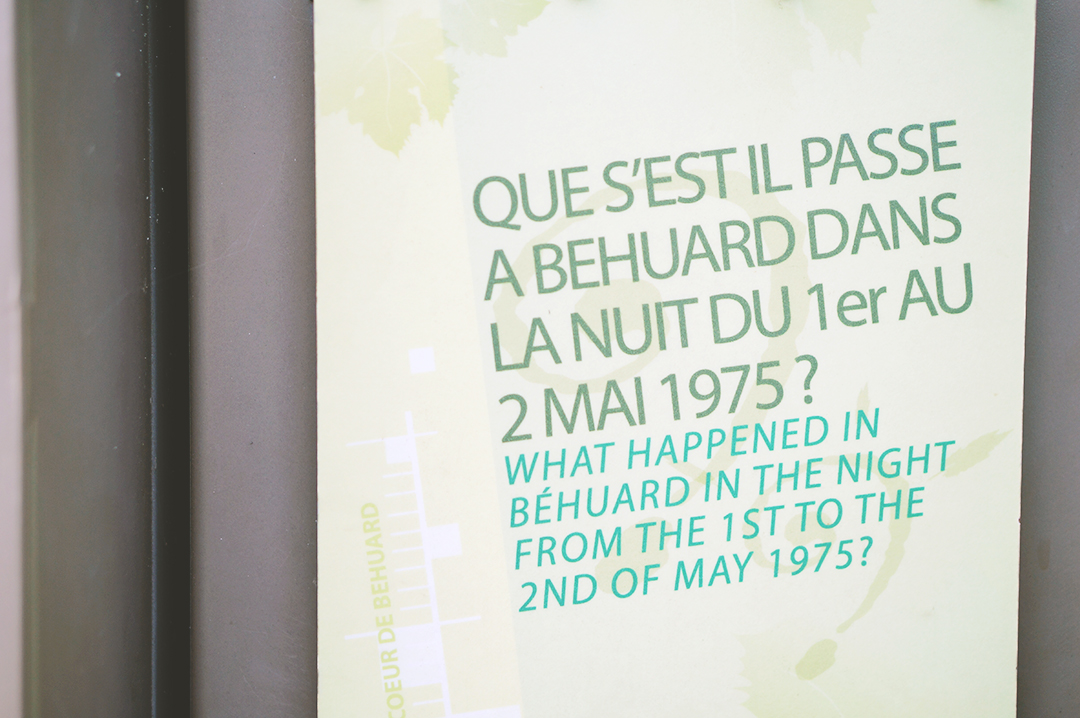 QUE S'EST IL PASSE
A BEHUARD DANS
LA NUIT DU 1er AU
2 MAI 1975 ?
WHAT HAPPENED IN
BÉHUARD IN THE NIGHT
FROM THE 1ST TO THE
2ND OF MAY 1975?
COEUR DE BEHUARD